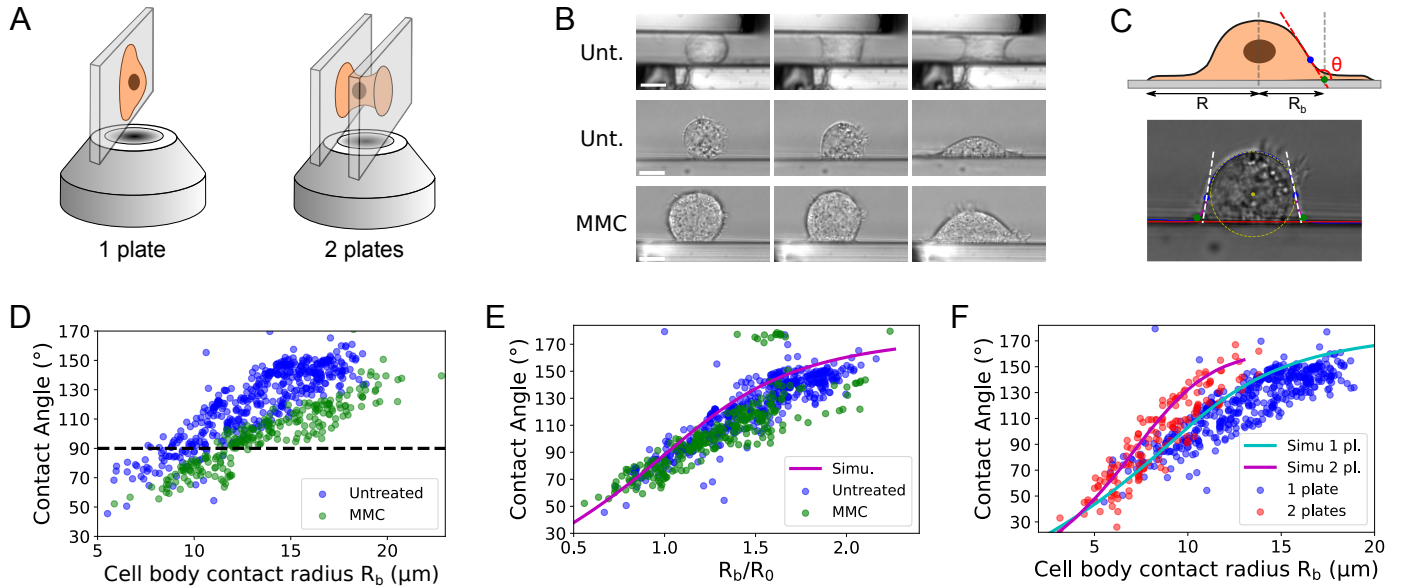 A
1 plate
2 plates
B
Unt.
Unt.
MMC
C
θ
R
R_b
D
Contact Angle (°)
170
150
130
110
90
70
50
30
5
10
15
20
Cell body contact radius R_b (μm)
Untreated
MMC
E
Contact Angle (°)
170
150
130
110
90
70
50
30
0.5
1.0
1.5
2.0
R_b/R_0
Simu.
Untreated
MMC
F
Contact Angle (°)
170
150
130
110
90
70
50
30
5
10
15
20
Cell body contact radius R_b (μm)
Simu 1 pl.
Simu 2 pl.
1 plate
2 plates